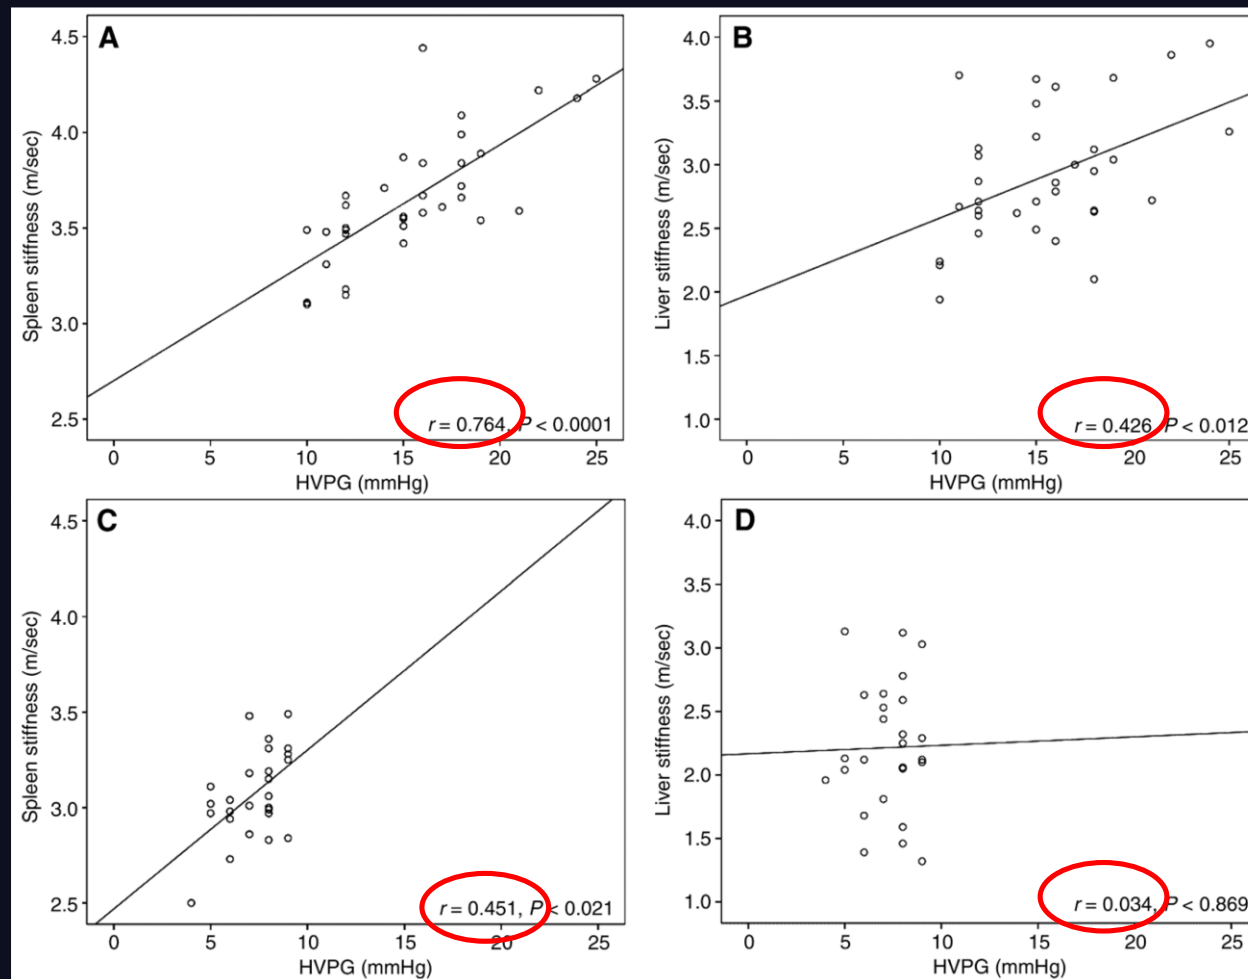 A
4.5
4.0
3.5
3.0
2.5
Spleen stiffness (m/sec)
r = 0.764, P < 0.0001
0 5 10 15 20 25
HVPG (mmHg)
B
4.0
3.5
3.0
2.5
2.0
1.5
1.0
Liver stiffness (m/sec)
r = 0.426, P < 0.012
0 5 10 15 20 25
HVPG (mmHg)
C
4.5
4.0
3.5
3.0
2.5
Spleen stiffness (m/sec)
r = 0.451, P < 0.021
0 5 10 15 20 25
HVPG (mmHg)
D
4.0
3.5
3.0
2.5
2.0
1.5
1.0
Liver stiffness (m/sec)
r = 0.034, P < 0.869
0 5 10 15 20 25
HVPG (mmHg)